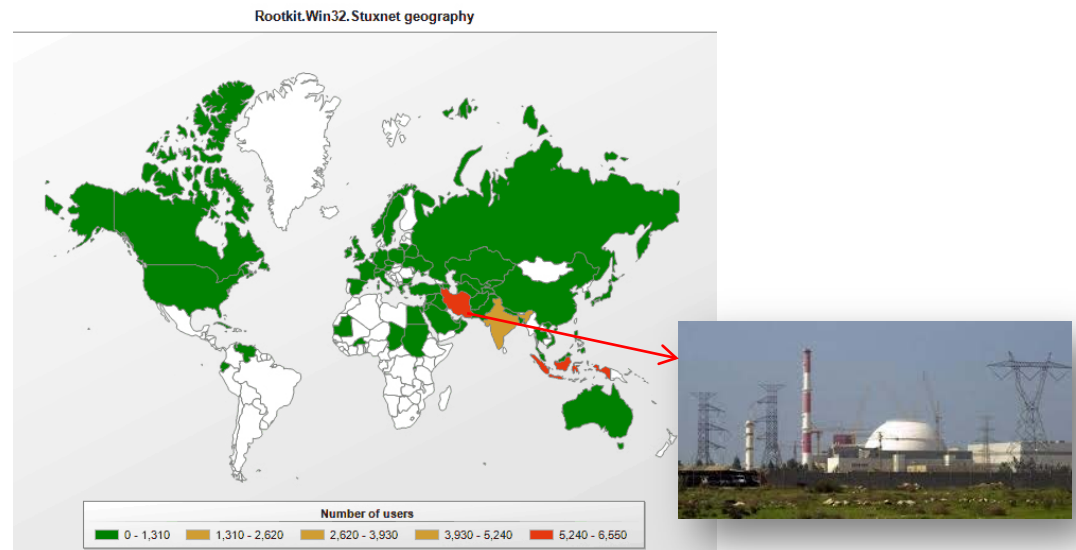 Rootkit.Win32.Stuxnet geography
Number of users
0 - 1,310 1,310 - 2,620 2,620 - 3,930 3,930 - 5,240 5,240 - 6,550